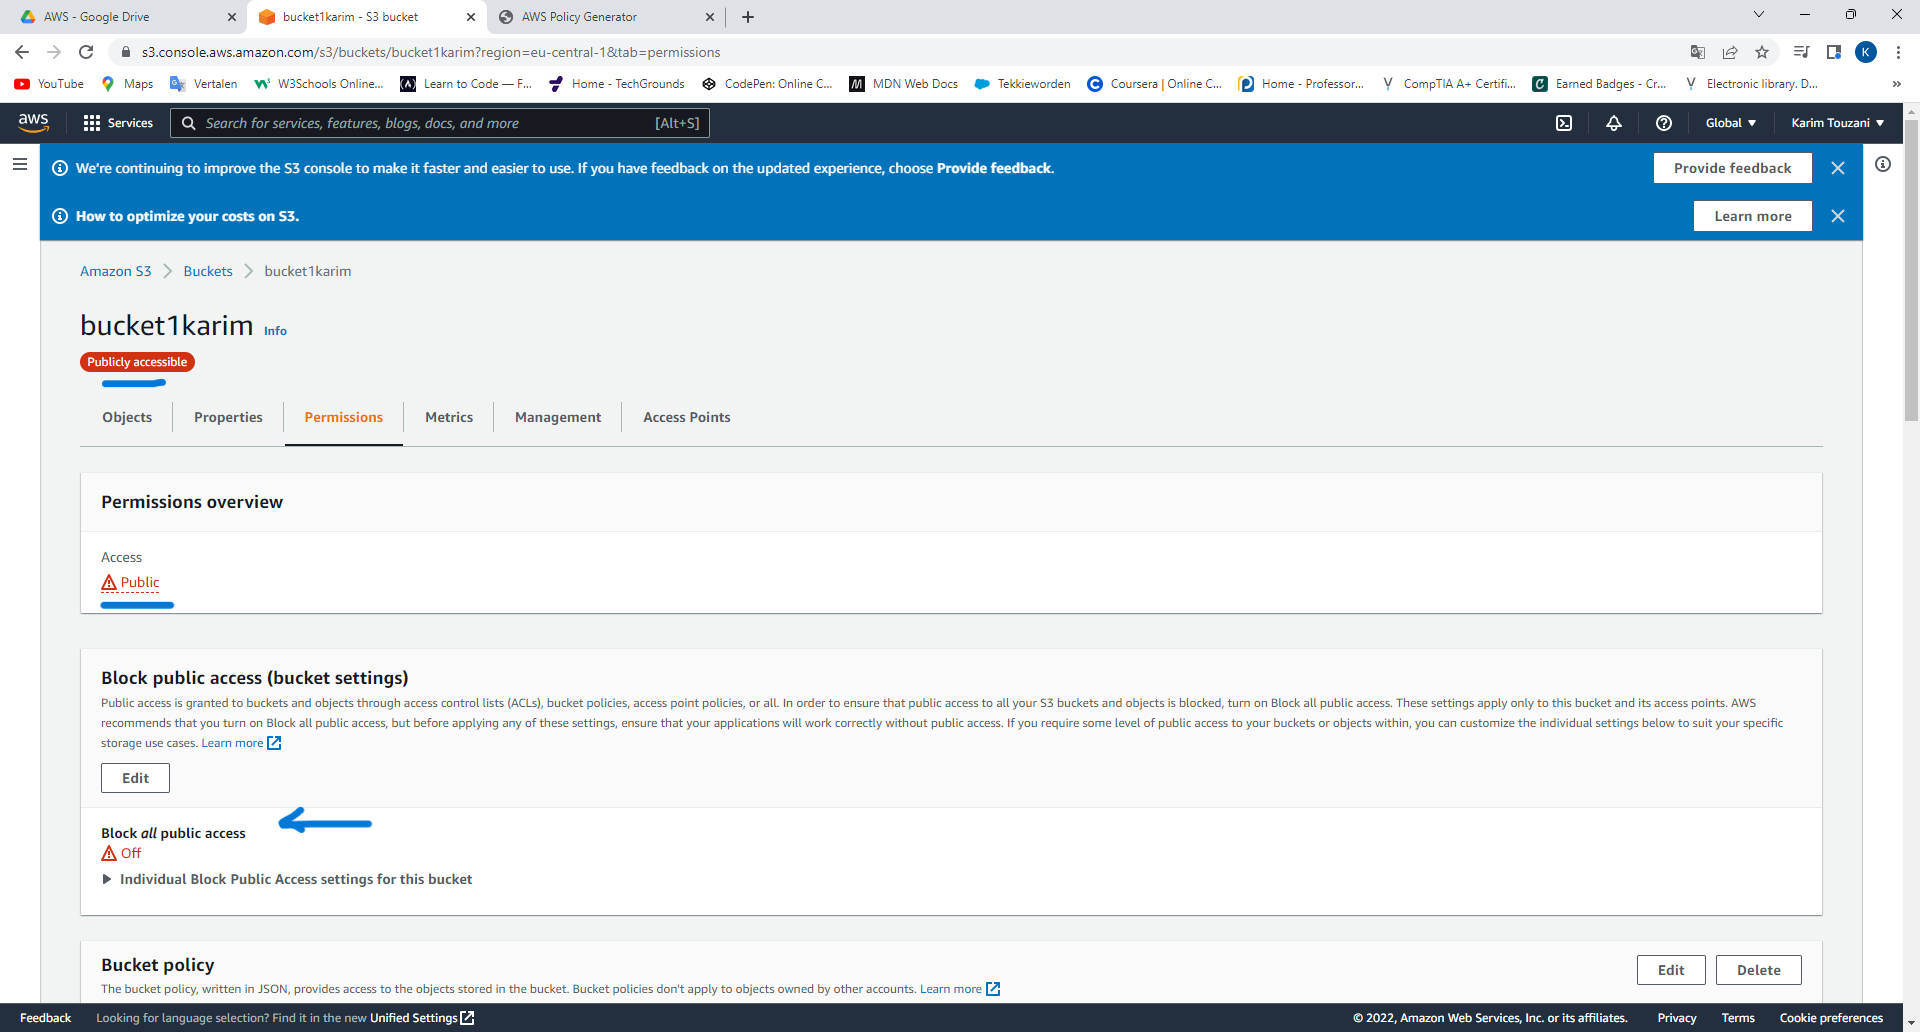 AWS - Google Drive
bucket1karim - S3 bucket
AWS Policy Generator
s3.console.aws.amazon.com/s3/buckets/bucket1karim?region=eu-central-1&tab=permissions
K
YouTube
Maps
Vertalen
W3Schools Online...
Learn to Code — F...
Home - TechGrounds
CodePen: Online C...
MDN Web Docs
Tekkieworden
Coursera | Online C...
Home - Professor...
CompTIA A+ Certifi...
Earned Badges - Cr...
Electronic library. D...
aws
Services
Search for services, features, blogs, docs, and more
[Alt+S]
Global
Karim Touzani
We're continuing to improve the S3 console to make it faster and easier to use. If you have feedback on the updated experience, choose Provide feedback.
Provide feedback
How to optimize your costs on S3.
Learn more
Amazon S3
Buckets
bucket1karim
bucket1karim Info
Publicly accessible
Objects
Properties
Permissions
Metrics
Management
Access Points
Permissions overview
Access
Public
Block public access (bucket settings)
Public access is granted to buckets and objects through access control lists (ACLs), bucket policies, access point policies, or all. In order to ensure that public access to all your S3 buckets and objects is blocked, turn on Block all public access. These settings apply only to this bucket and its access points. AWS
recommends that you turn on Block all public access, but before applying any of these settings, ensure that your applications will work correctly without public access. If you require some level of public access to your buckets or objects within, you can customize the individual settings below to suit your specific
storage use cases. Learn more
Edit
Block all public access
Off
Individual Block Public Access settings for this bucket
Bucket policy
Edit
Delete
The bucket policy, written in JSON, provides access to the objects stored in the bucket. Bucket policies don't apply to objects owned by other accounts. Learn more
Feedback
Looking for language selection? Find it in the new Unified Settings
© 2022, Amazon Web Services, Inc. or its affiliates.
Privacy
Terms
Cookie preferences